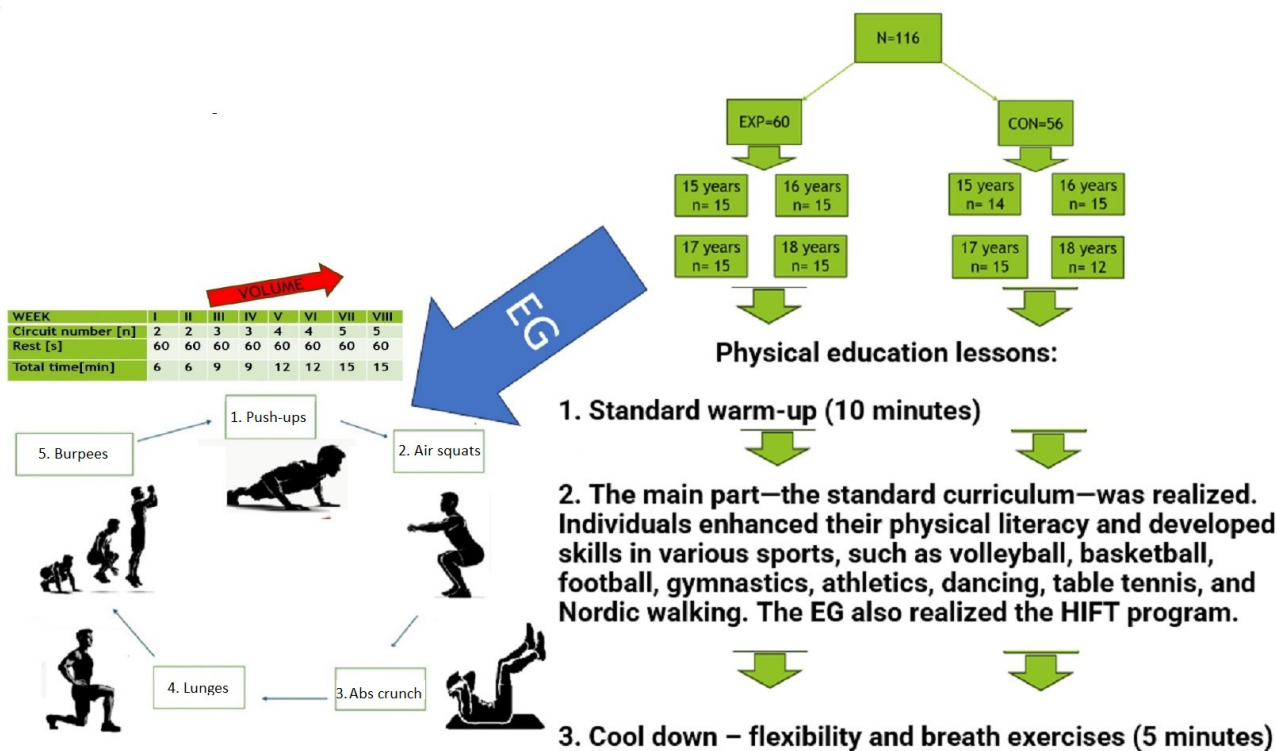 N=116
EXP=60
CON=56
15 years
n= 15
16 years
n= 15
17 years
n= 15
18 years
n= 15
15 years
n= 14
16 years
n= 15
17 years
n= 15
18 years
n= 12
EG
VOLUME
WEEK I II III IV V VI VII VIII
Circuit number [n] 2 2 3 3 4 4 5 5
Rest [s] 60 60 60 60 60 60 60 60
Total time[min] 6 6 9 9 12 12 15 15
1. Push-ups
2. Air squats
3.Abs crunch
4. Lunges
5. Burpees
Physical education lessons:
1. Standard warm-up (10 minutes)
2. The main part—the standard curriculum—was realized.
Individuals enhanced their physical literacy and developed
skills in various sports, such as volleyball, basketball,
football, gymnastics, athletics, dancing, table tennis, and
Nordic walking. The EG also realized the HIFT program.
3. Cool down – flexibility and breath exercises (5 minutes)